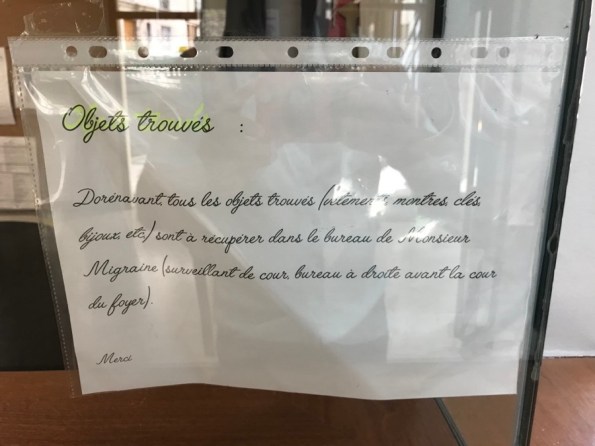 Objets trouvés :
Dorénavant, tous les objets trouvés (vêtements, montres, clés,
bijoux, etc) sont à récupérer dans le bureau de Monsieur
Migraine (surveillant de cour, bureau à droite avant la cour
du foyer).
Merci